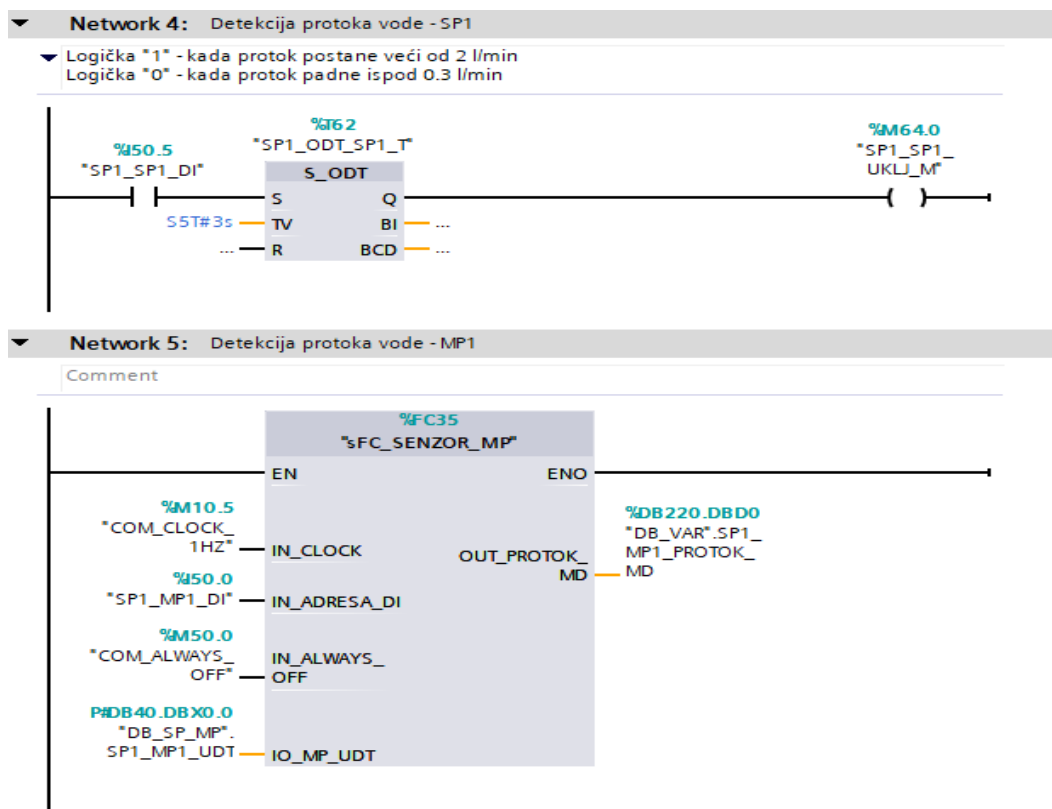 Network 4: Detekcija protoka vode - SP1
Logička "1" - kada protok postane veći od 2 l/min
Logička "0" - kada protok padne ispod 0.3 l/min
%T62
"SP1_ODT_SP1_T"
%I50.5
"SP1_SP1_DI"
%M64.0
"SP1_SP1_
UKLJ_M"
S_ODT
S Q
S5T#3s TV BI ...
... R BCD ...
Network 5: Detekcija protoka vode - MP1
Comment
%FC35
"sFC_SENZOR_MP"
EN ENO
%M10.5
"COM_CLOCK_
1HZ"
IN_CLOCK
%I50.0
"SP1_MP1_DI"
IN_ADRESA_DI
%M50.0
"COM_ALWAYS_
OFF"
IN_ALWAYS_
OFF
P#DB40.DBX0.0
"DB_SP_MP".
SP1_MP1_UDT
IO_MP_UDT
OUT_PROTOK_
MD
%DB220.DBD0
"DB_VAR".SP1_
MP1_PROTOK_
MD